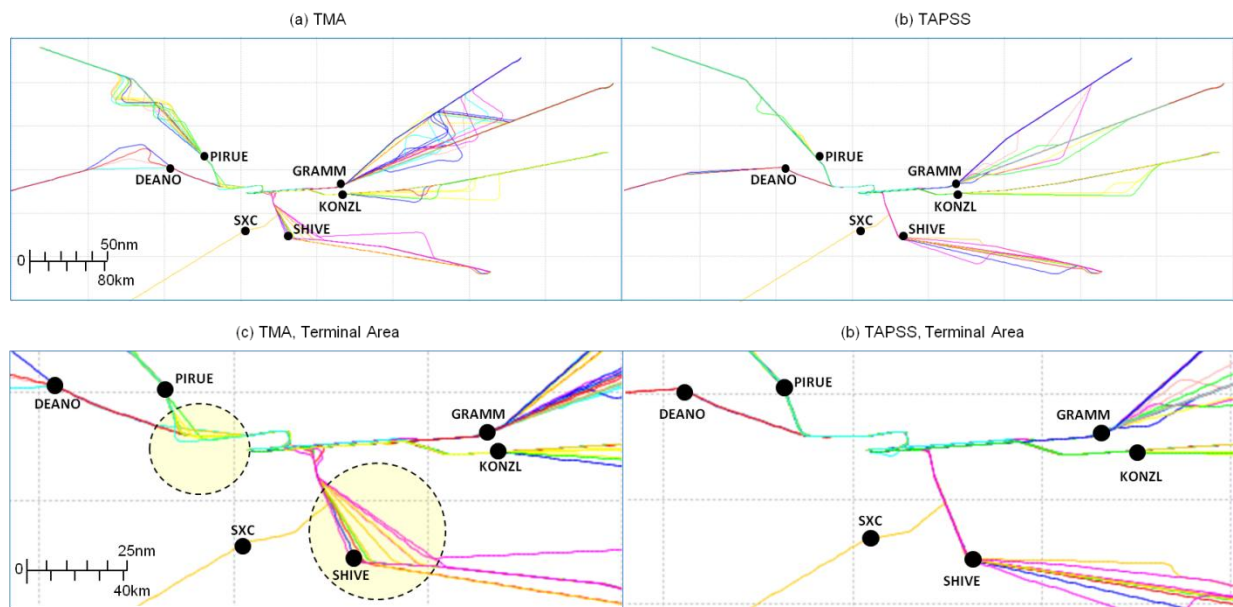 (a) TMA
(b) TAPSS
PIRUE
DEANO
GRAMM
KONZL
SXC
SHIVE
50nm
0
80km
PIRUE
DEANO
GRAMM
KONZL
SXC
SHIVE
(c) TMA, Terminal Area
(b) TAPSS, Terminal Area
PIRUE
DEANO
GRAMM
KONZL
SXC
SHIVE
25nm
0
40km
PIRUE
DEANO
GRAMM
KONZL
SXC
SHIVE